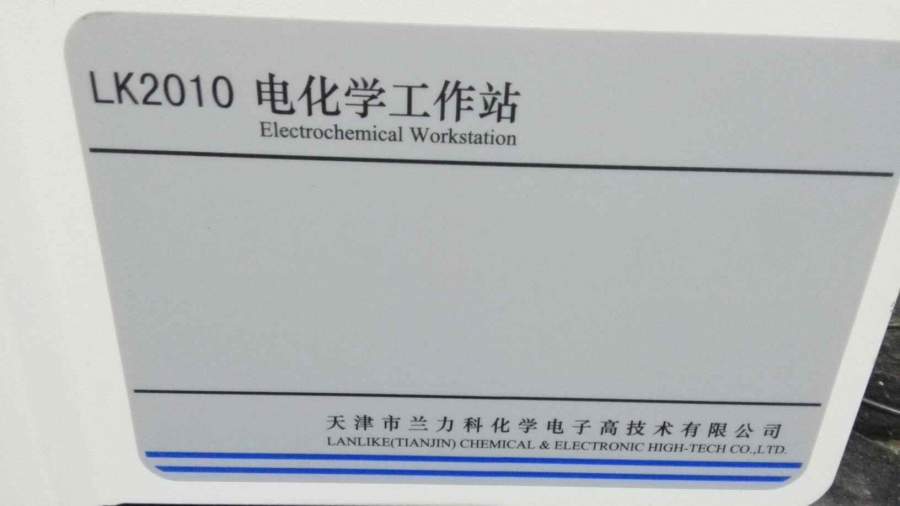 LK2010 电化学工作站
Electrochemical Workstation
天津市兰力科化学电子高技术有限公司
LANLIKE(TIANJIN) CHEMICAL & ELECTRONIC HIGH-TECH CO.,LTD.